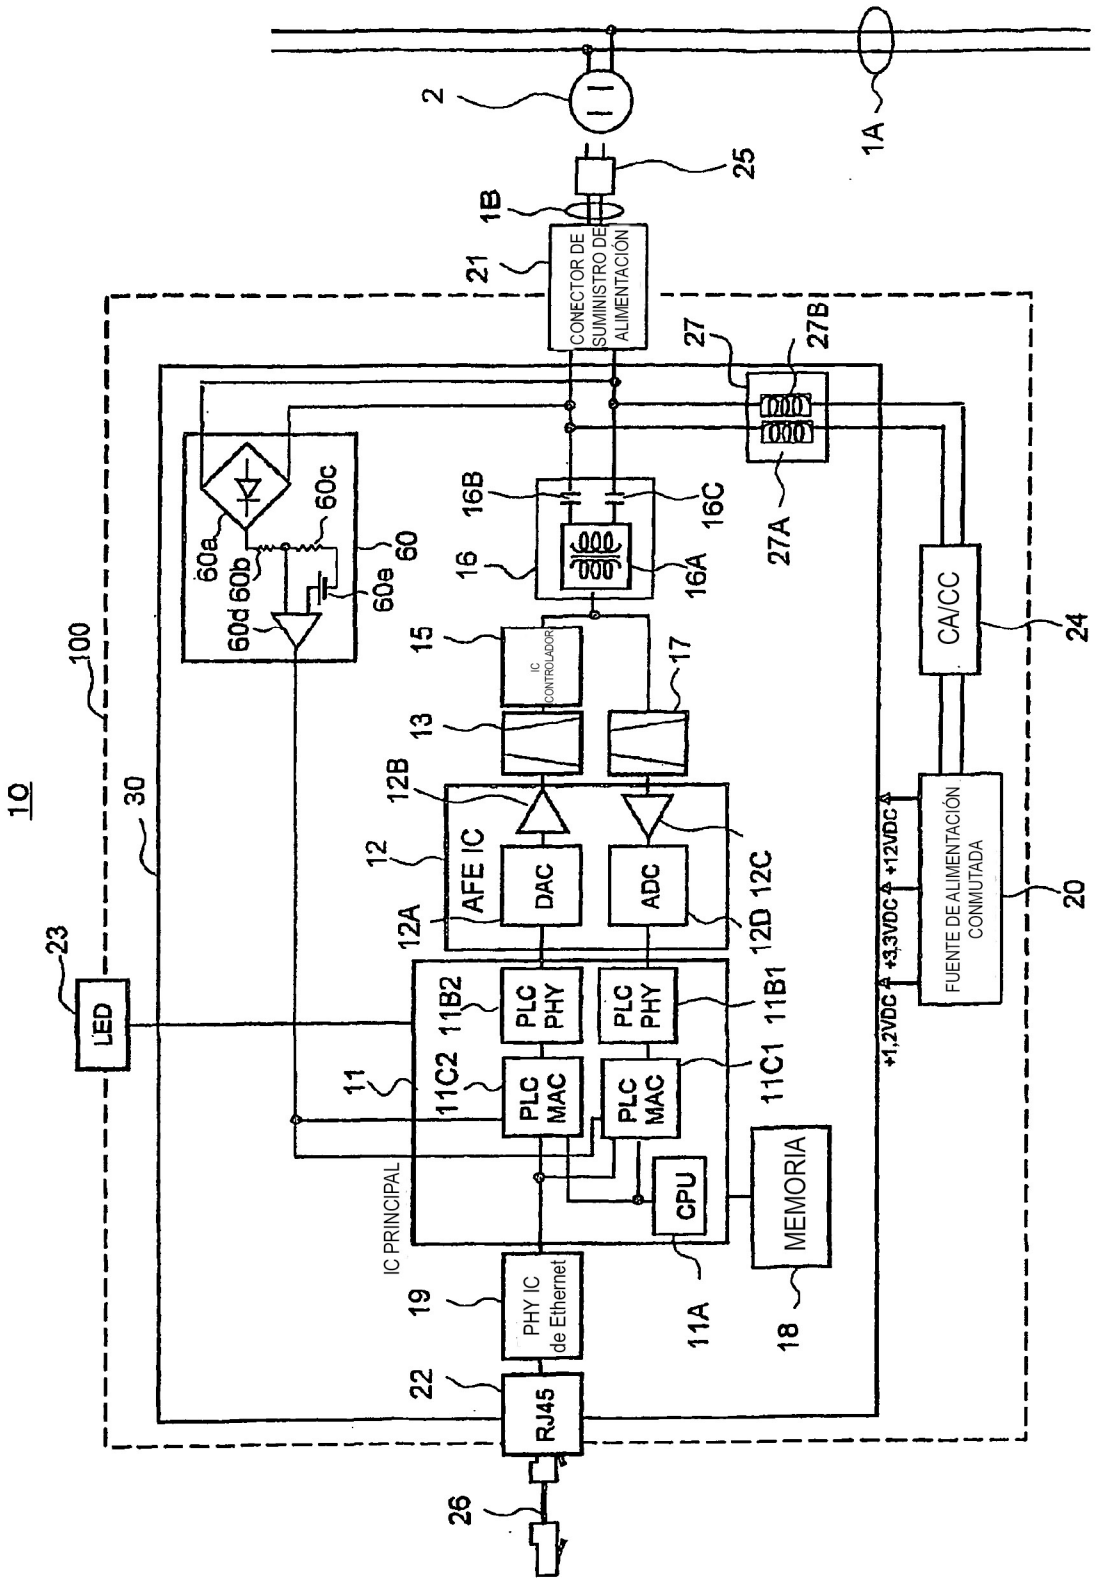 10
100
30
23
LED
60a
60b
60c
60d
60e
60
21
CONECTOR DE
SUMINISTRO DE
ALIMENTACIÓN
1B
25
2
1A
26
22
RJ45
19
PHY IC
de Ethernet
IC PRINCIPAL
11
11C2
PLC
MAC
11B2
PLC
PHY
PLC
MAC
11C1
PLC
PHY
11B1
CPU
11A
MEMORIA
18
12
AFE IC
12A
DAC
12B
ADC
12D
12C
13
15
IC
CONTROLADOR
17
16
16A
16B
16C
27
27A
27B
+1,2VDC
+3,3VDC
+12VDC
FUENTE DE ALIMENTACIÓN
CONMUTADA
20
CA/CC
24